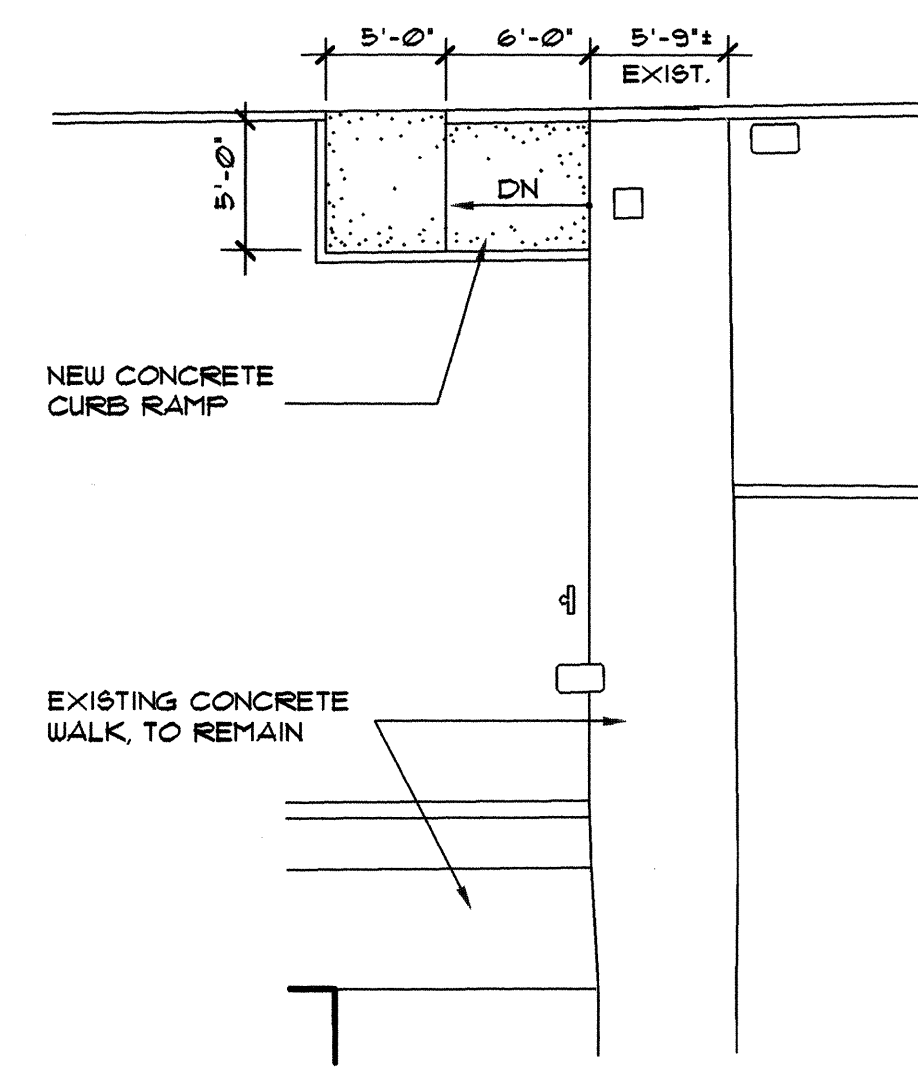 5'-0" 6'-0" 5'-9"±
EXIST.
5'-0"
DN
NEW CONCRETE
CURB RAMP
EXISTING CONCRETE
WALK, TO REMAIN